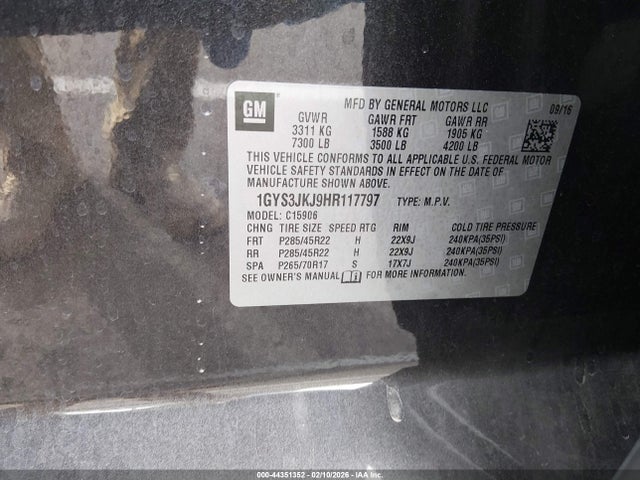 GM
MFD BY GENERAL MOTORS LLC 09/16
GVWR GAWR FRT GAWR RR
3311 KG 1588 KG 1905 KG
7300 LB 3500 LB 4200 LB
THIS VEHICLE CONFORMS TO ALL APPLICABLE U.S. FEDERAL MOTOR
VEHICLE SAFETY STANDARDS IN EFFECT ON THE DATE OF
MANUFACTURE SHOWN ABOVE.
1GYS3JKJ9HR117797 TYPE: M.P.V.
MODEL: C15906
CHNG TIRE SIZE SPEED RTG RIM COLD TIRE PRESSURE
FRT P285/45R22 H 22X9J 240KPA(35PSI)
RR P285/45R22 H 22X9J 240KPA(35PSI)
SPA P265/70R17 S 17X7J 240KPA(35PSI)
SEE OWNER'S MANUAL FOR MORE INFORMATION.
000-44351352 - 02/10/2026 - IAAI.CA